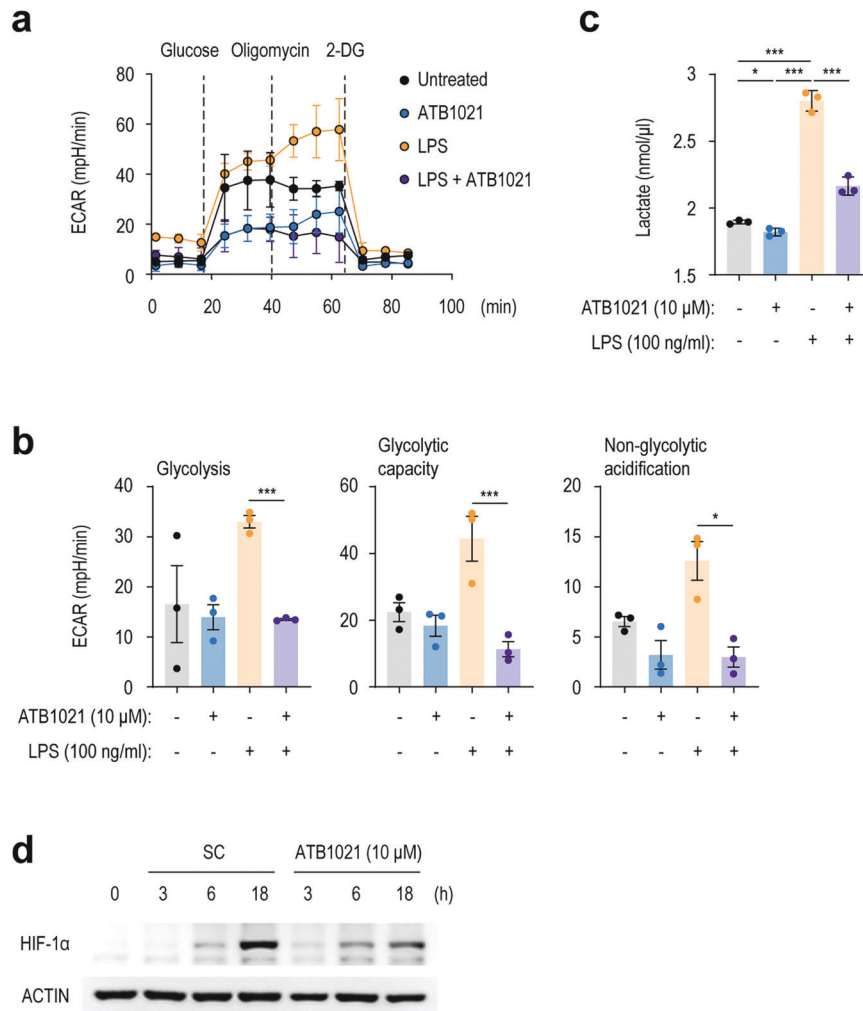 a
Glucose Oligomycin 2-DG
80
60
40
20
0
ECAR (mpH/min)
0 20 40 60 80 100 (min)
Untreated
ATB1021
LPS
LPS + ATB1021
c
*** 
* *** ***
3
2.5
2
1.5
Lactate (nmol/µl)
ATB1021 (10 µM): - + - +
LPS (100 ng/ml): - - + +
b
Glycolysis
***
40
30
20
10
0
ECAR (mpH/min)
Glycolytic
capacity
***
60
40
20
0
Non-glycolytic
acidification
*
20
15
10
5
0
ATB1021 (10 µM): - + - + - + - + - + - +
LPS (100 ng/ml): - - + + - - + + - - + +
d
SC ATB1021 (10 µM)
0 3 6 18 3 6 18 (h)
HIF-1α
ACTIN